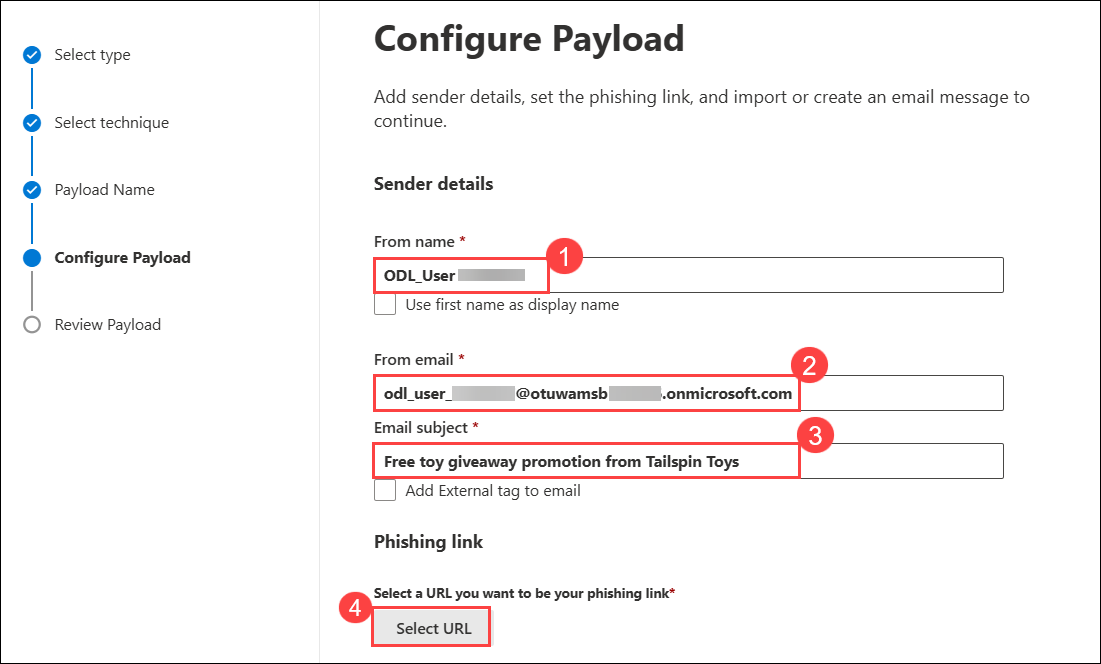 Configure Payload
Select type
Add sender details, set the phishing link, and import or create an email message to
continue.
Select technique
Sender details
Payload Name
From name *
1
Configure Payload
ODL_User
Use first name as display name
Review Payload
From email *
2
odl_user_ @otuwamsb .onmicrosoft.com
Email subject *
3
Free toy giveaway promotion from Tailspin Toys
Add External tag to email
Phishing link
Select a URL you want to be your phishing link*
4
Select URL